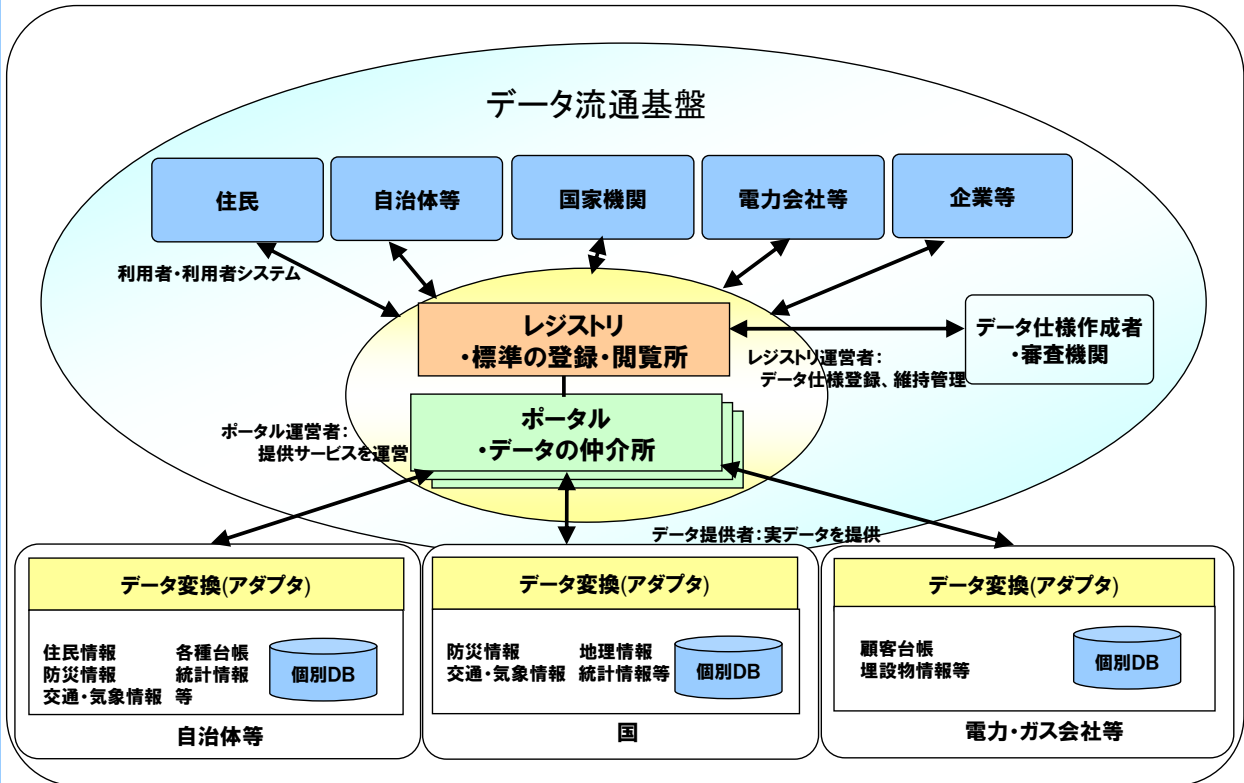 データ流通基盤
住民
自治体等
国家機関
電力会社等
企業等
利用者・利用者システム
レジストリ
・標準の登録・閲覧所
データ仕様作成者
・審査機関
レジストリ運営者:
データ仕様登録、維持管理
ポータル
・データの仲介所
ポータル運営者:
提供サービスを運営
データ提供者:実データを提供
データ変換(アダプタ)
住民情報 各種台帳
防災情報 統計情報
交通・気象情報 等
個別DB
自治体等
データ変換(アダプタ)
防災情報 地理情報
交通・気象情報 統計情報等
個別DB
国
データ変換(アダプタ)
顧客台帳
埋設物情報等
個別DB
電力・ガス会社等